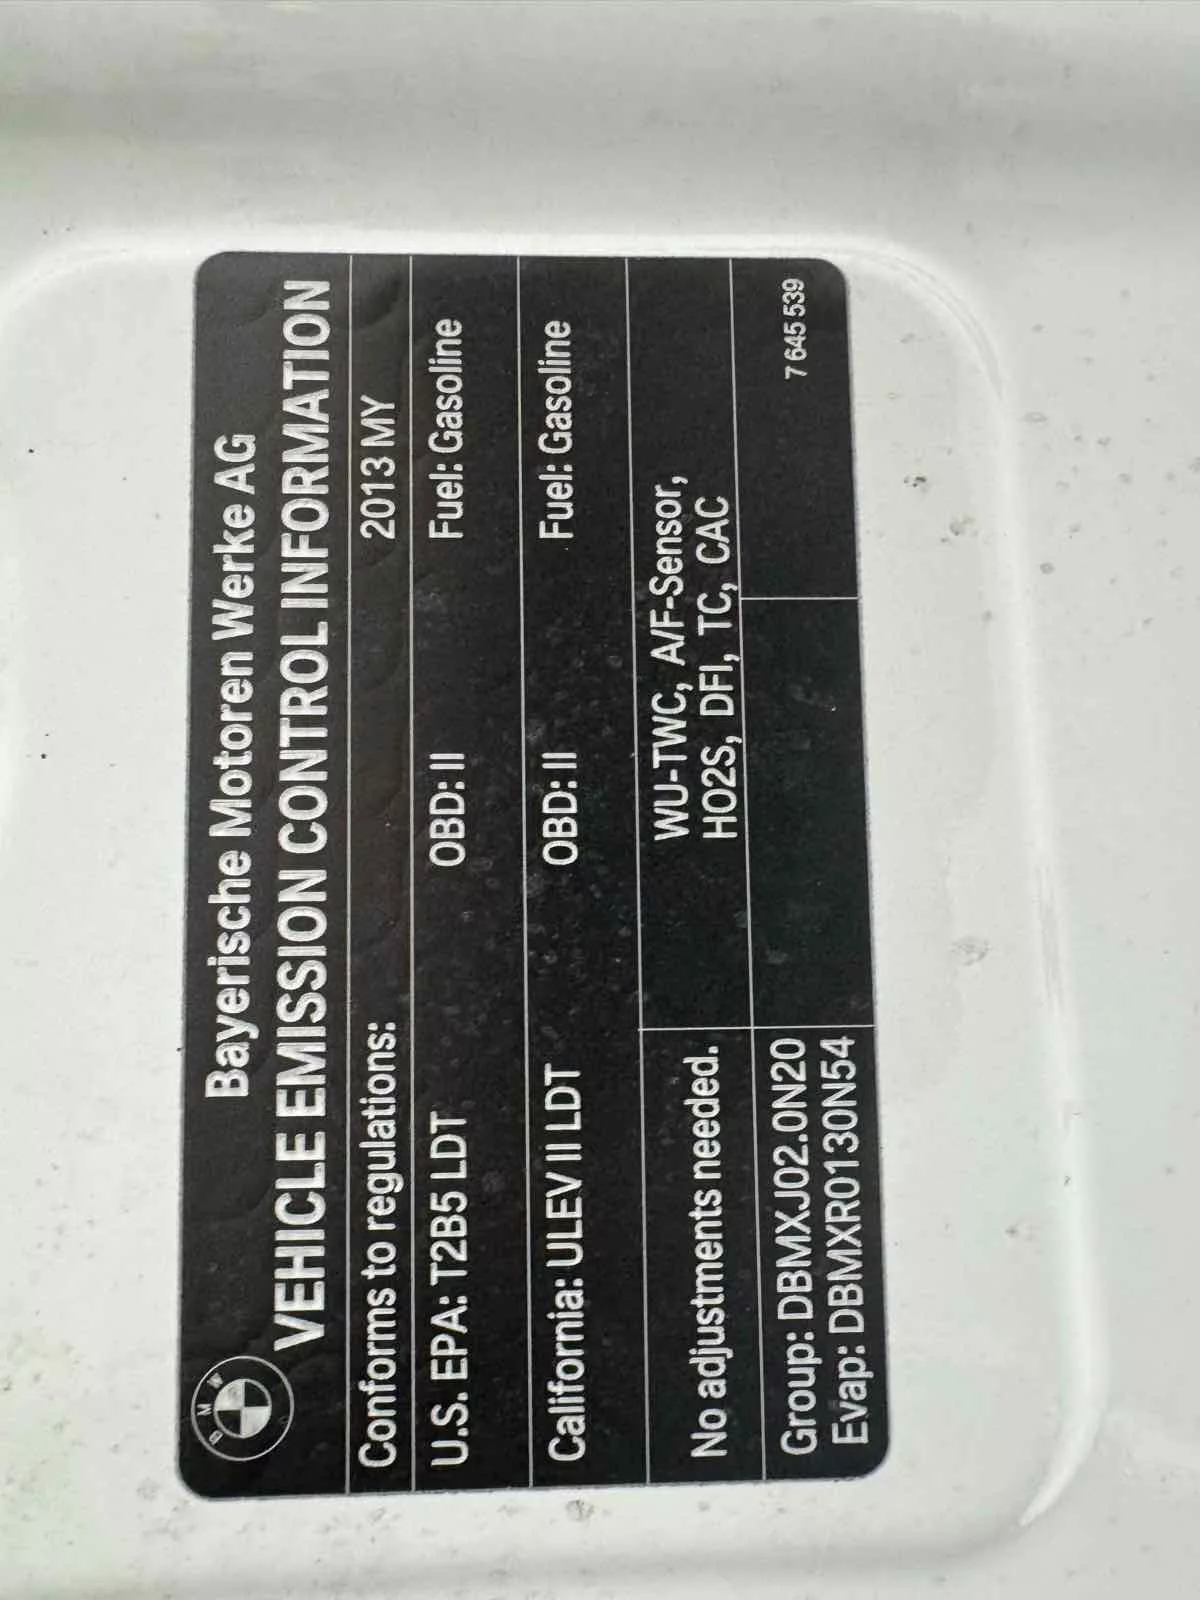 BMW
Bayerische Motoren Werke AG
VEHICLE EMISSION CONTROL INFORMATION
Conforms to regulations: 2013 MY
U.S. EPA: T2B5 LDT OBD: II Fuel: Gasoline
California: ULEV II LDT OBD: II Fuel: Gasoline
No adjustments needed.
WU-TWC, A/F-Sensor,
HO2S, DFI, TC, CAC
Group: DBMXJ02.0N20
Evap: DBMXR0130N54
7 645 539